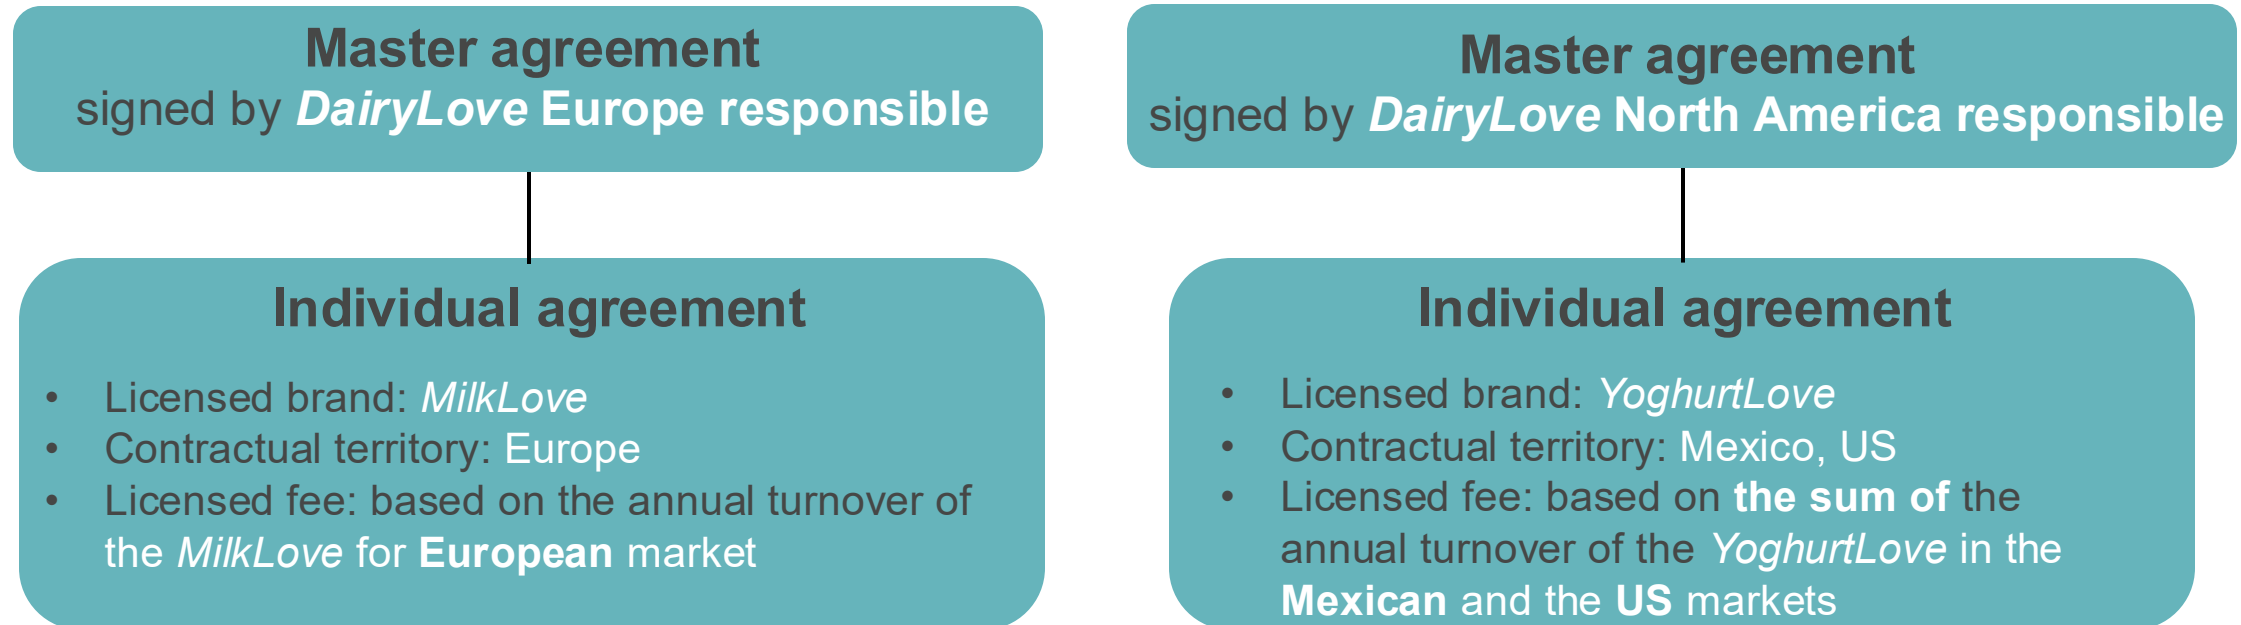 Master agreement
signed by DairyLove Europe responsible
Individual agreement
• Licensed brand: MilkLove
• Contractual territory: Europe
• Licensed fee: based on the annual turnover of
the MilkLove for European market
Master agreement
signed by DairyLove North America responsible
Individual agreement
• Licensed brand: YoghurtLove
• Contractual territory: Mexico, US
• Licensed fee: based on the sum of the
annual turnover of the YoghurtLove in the
Mexican and the US markets